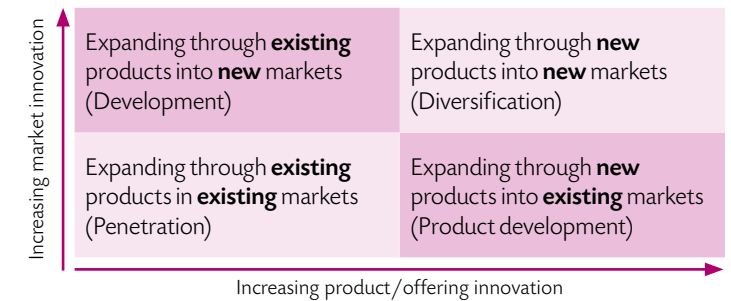 Increasing market innovation
Expanding through existing
products into new markets
(Development)
Expanding through new
products into new markets
(Diversification)
Expanding through existing
products in existing markets
(Penetration)
Expanding through new
products into existing markets
(Product development)
Increasing product/offering innovation